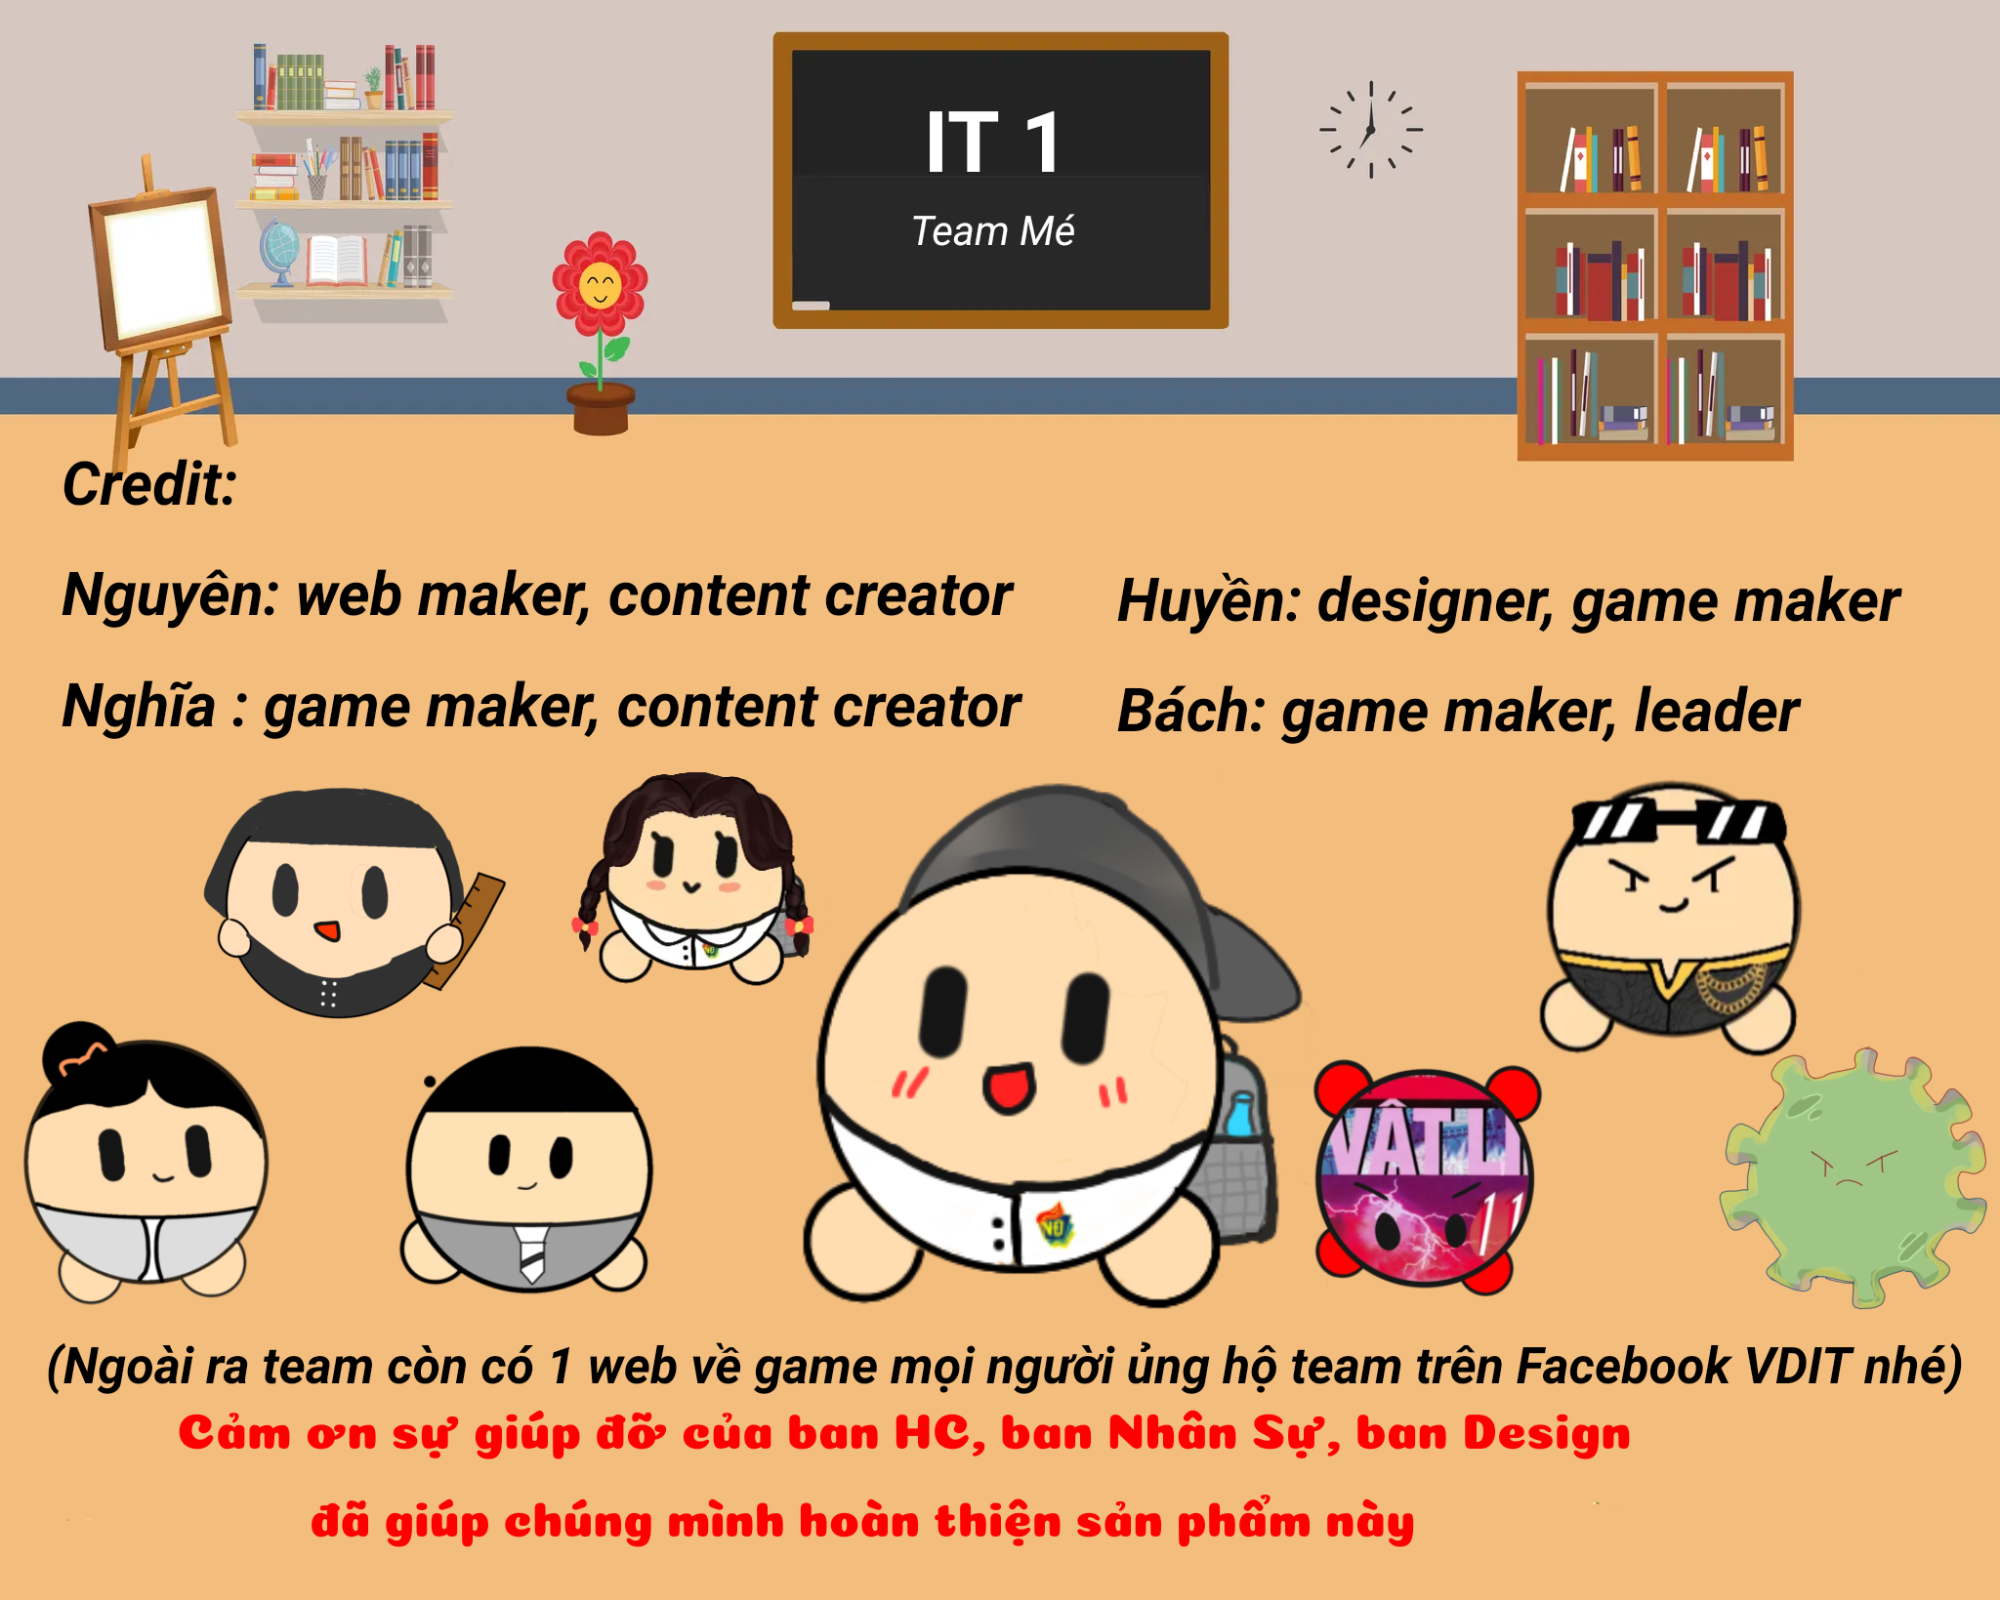 IT 1
Team Mé
Credit:
Nguyên: web maker, content creator
Huyền: designer, game maker
Nghĩa : game maker, content creator
Bách: game maker, leader
VĐ
VĐ
VẬT LÍ
11
(Ngoài ra team còn có 1 web về game mọi người ủng hộ team trên Facebook VDIT nhé)
Cảm ơn sự giúp đỡ của ban HC, ban Nhân Sự, ban Design
đã giúp chúng mình hoàn thiện sản phẩm này